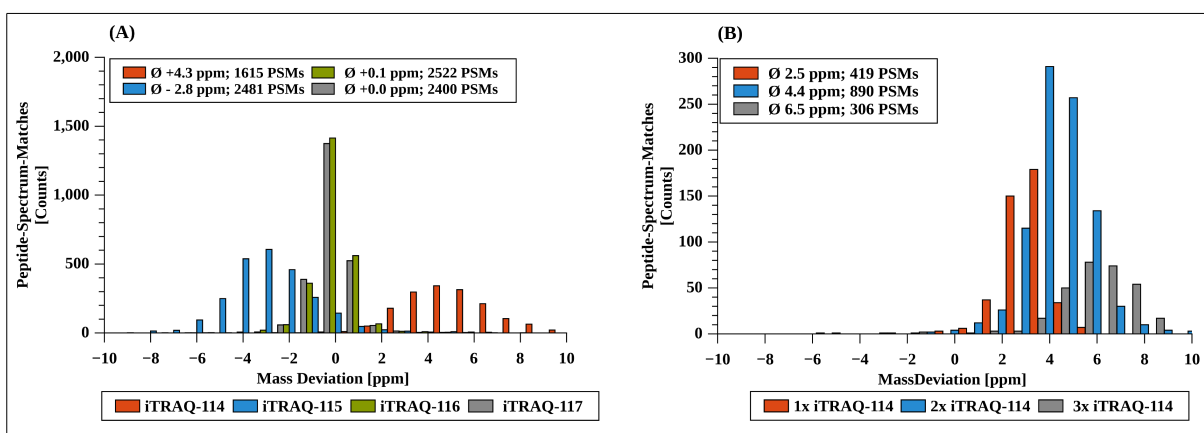 (A)
2,000
1,500
1,000
500
0
Peptide-Spectrum-Matches
[Counts]
Ø +4.3 ppm; 1615 PSMs
Ø +0.1 ppm; 2522 PSMs
Ø - 2.8 ppm; 2481 PSMs
Ø +0.0 ppm; 2400 PSMs
−10 −8 −6 −4 −2 0 2 4 6 8 10
Mass Deviation [ppm]
iTRAQ-114 iTRAQ-115 iTRAQ-116 iTRAQ-117
(B)
300
250
200
150
100
50
0
Peptide-Spectrum-Matches
[Counts]
Ø 2.5 ppm; 419 PSMs
Ø 4.4 ppm; 890 PSMs
Ø 6.5 ppm; 306 PSMs
−10 −8 −6 −4 −2 0 2 4 6 8 10
MassDeviation [ppm]
1x iTRAQ-114 2x iTRAQ-114 3x iTRAQ-114